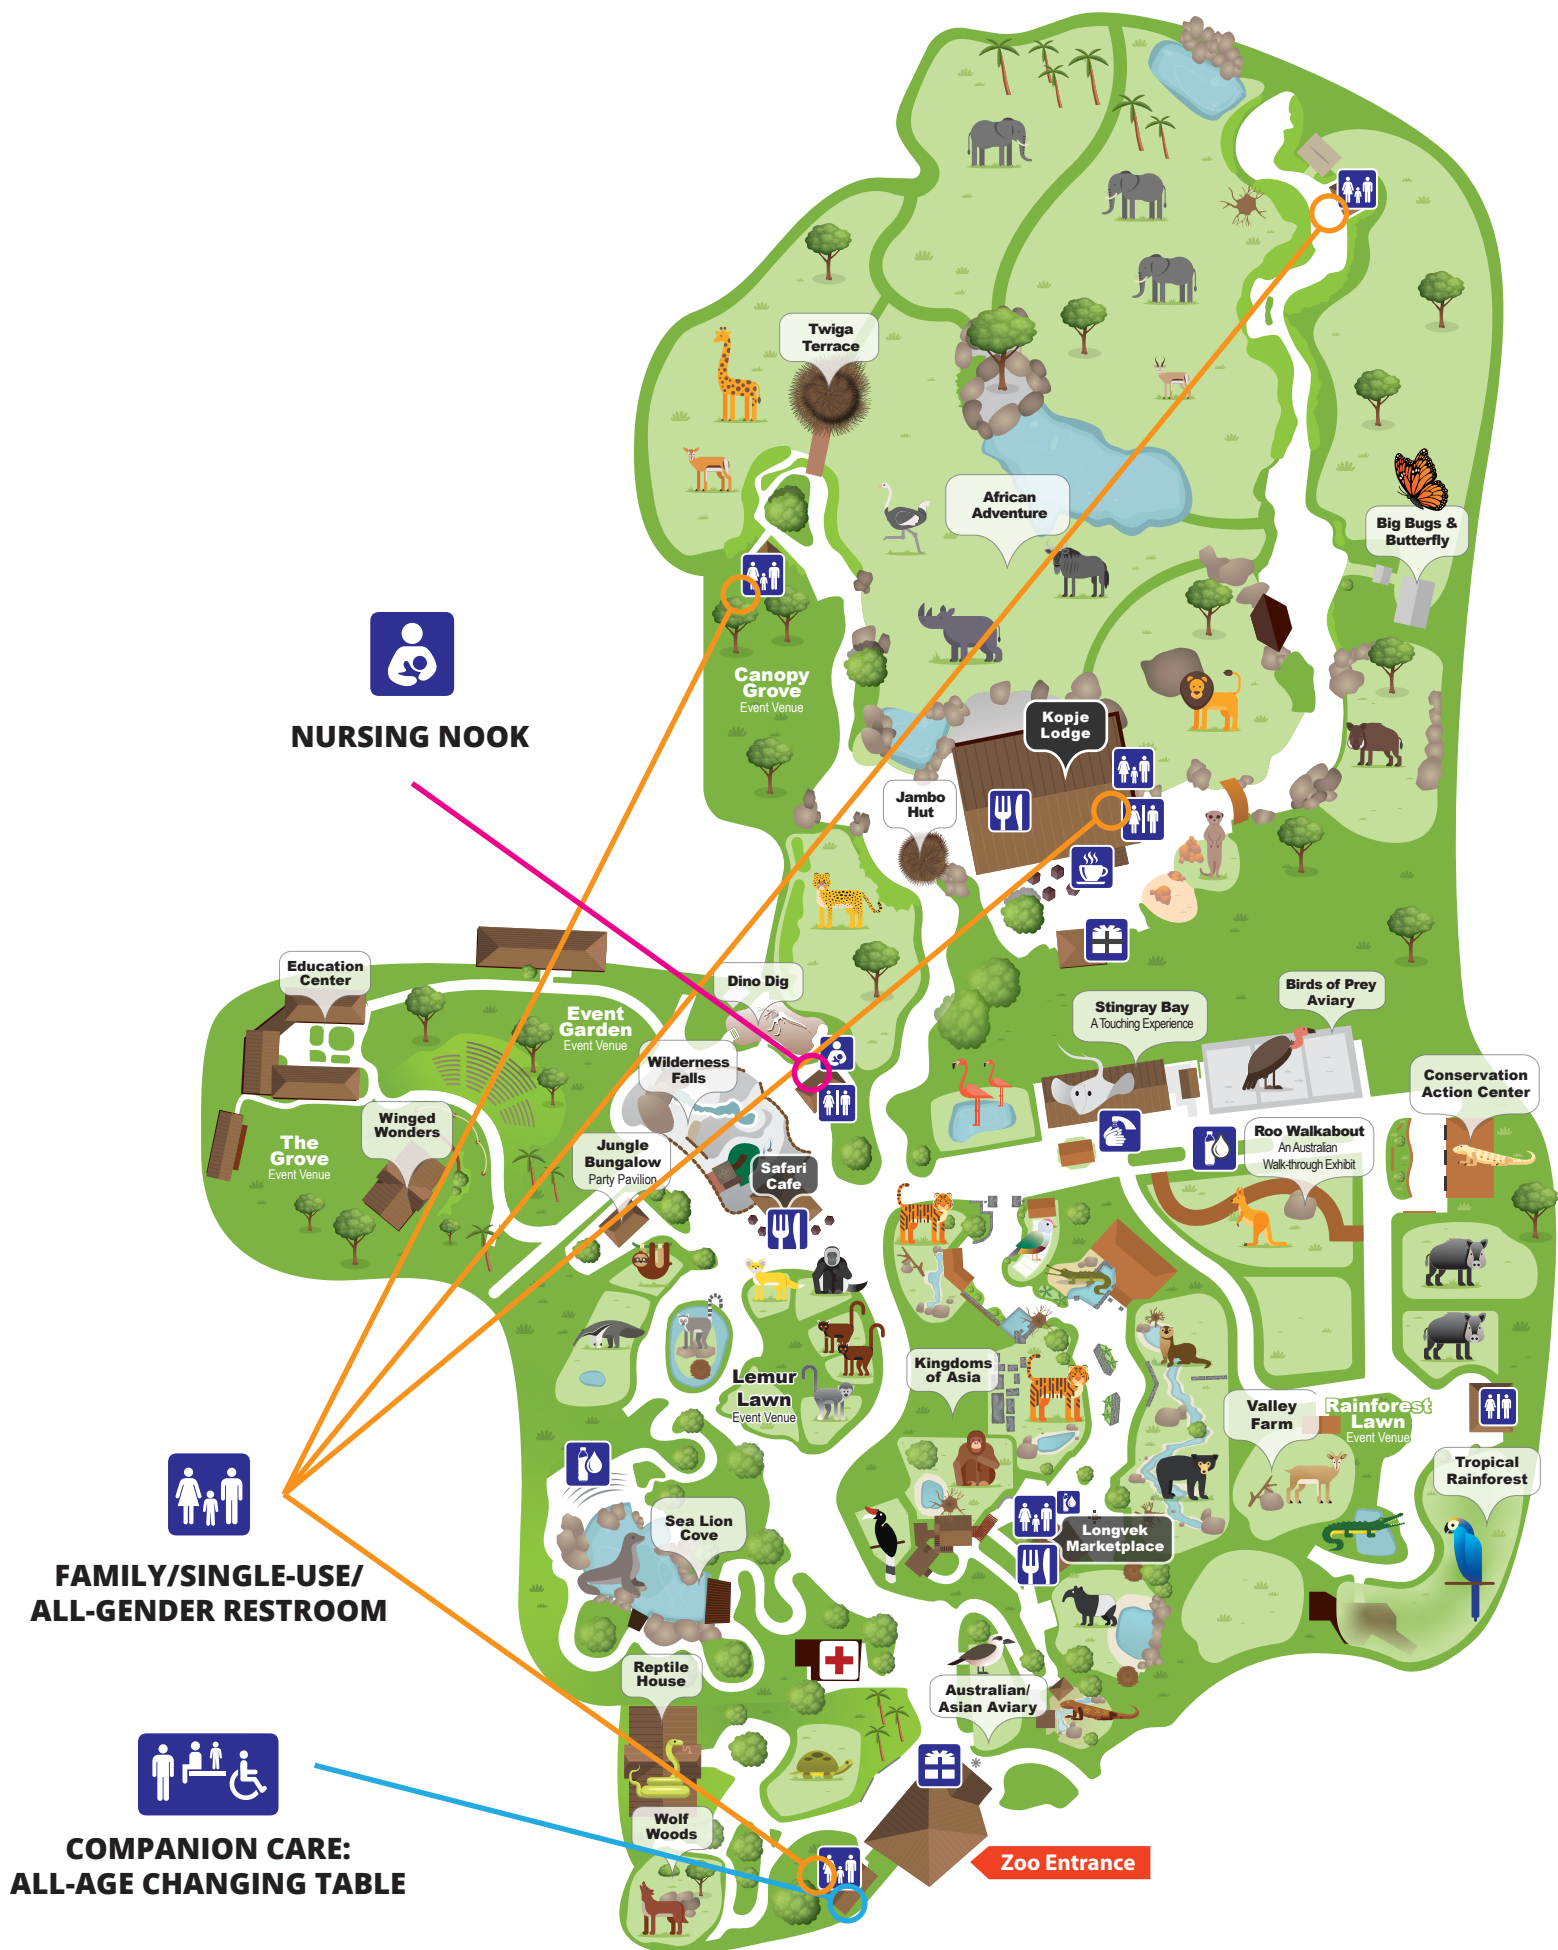 Twiga
Terrace
African
Adventure
Big Bugs &
Butterfly
NURSING NOOK
Canopy
Grove
Event Venue
Kopje
Lodge
Jambo
Hut
Education
Center
Dino Dig
Event
Garden
Event Venue
Stingray Bay
A Touching Experience
Birds of Prey
Aviary
Wilderness
Falls
Conservation
Action Center
Winged
Wonders
The
Grove
Event Venue
Jungle
Bungalow
Party Pavilion
Safari
Cafe
Roo Walkabout
An Australian
Walk-through Exhibit
Lemur
Lawn
Event Venue
Kingdoms
of Asia
Valley
Farm
Rainforest
Lawn
Event Venue
Tropical
Rainforest
Sea Lion
Cove
Longvek
Marketplace
FAMILY/SINGLE-USE/
ALL-GENDER RESTROOM
Reptile
House
Australian/
Asian Aviary
Wolf
Woods
COMPANION CARE:
ALL-AGE CHANGING TABLE
Zoo Entrance